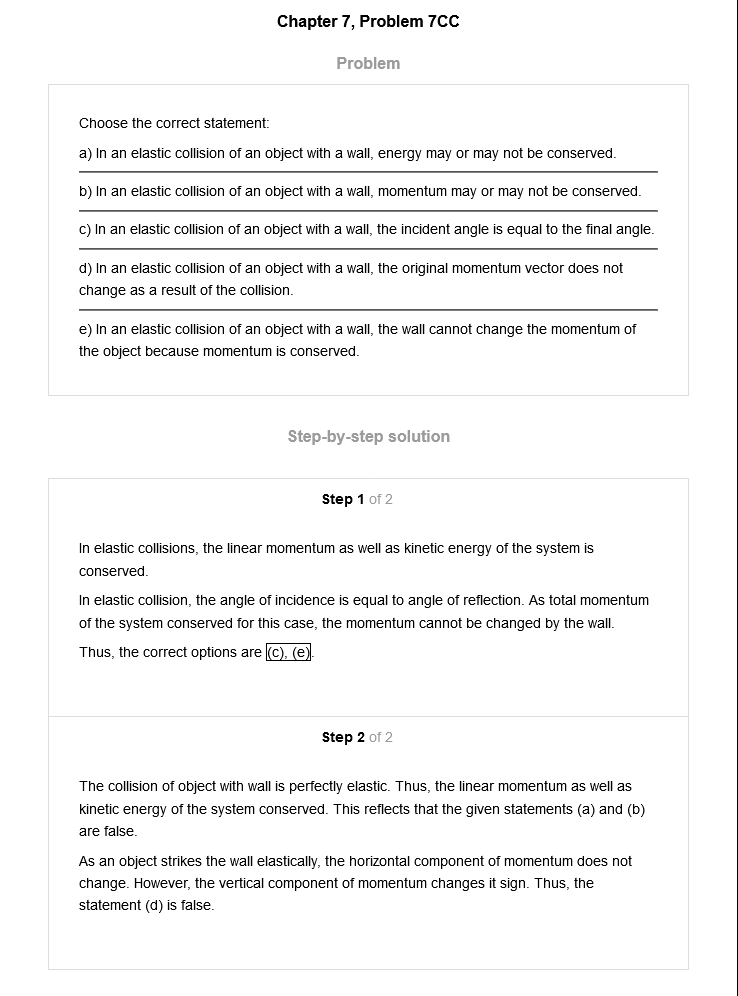 Chapter 7, Problem 7CC
Problem
Choose the correct statement:
a) In an elastic collision of an object with a wall, energy may or may not be conserved.
b) In an elastic collision of an object with a wall, momentum may or may not be conserved.
c) In an elastic collision of an object with a wall, the incident angle is equal to the final angle.
d) In an elastic collision of an object with a wall, the original momentum vector does not
change as a result of the collision.
e) In an elastic collision of an object with a wall, the wall cannot change the momentum of
the object because momentum is conserved.
Step-by-step solution
Step 1 of 2
In elastic collisions, the linear momentum as well as kinetic energy of the system is
conserved.
In elastic collision, the angle of incidence is equal to angle of reflection. As total momentum
of the system conserved for this case, the momentum cannot be changed by the wall.
Thus, the correct options are (c), (e).
Step 2 of 2
The collision of object with wall is perfectly elastic. Thus, the linear momentum as well as
kinetic energy of the system conserved. This reflects that the given statements (a) and (b)
are false.
As an object strikes the wall elastically, the horizontal component of momentum does not
change. However, the vertical component of momentum changes it sign. Thus, the
statement (d) is false.